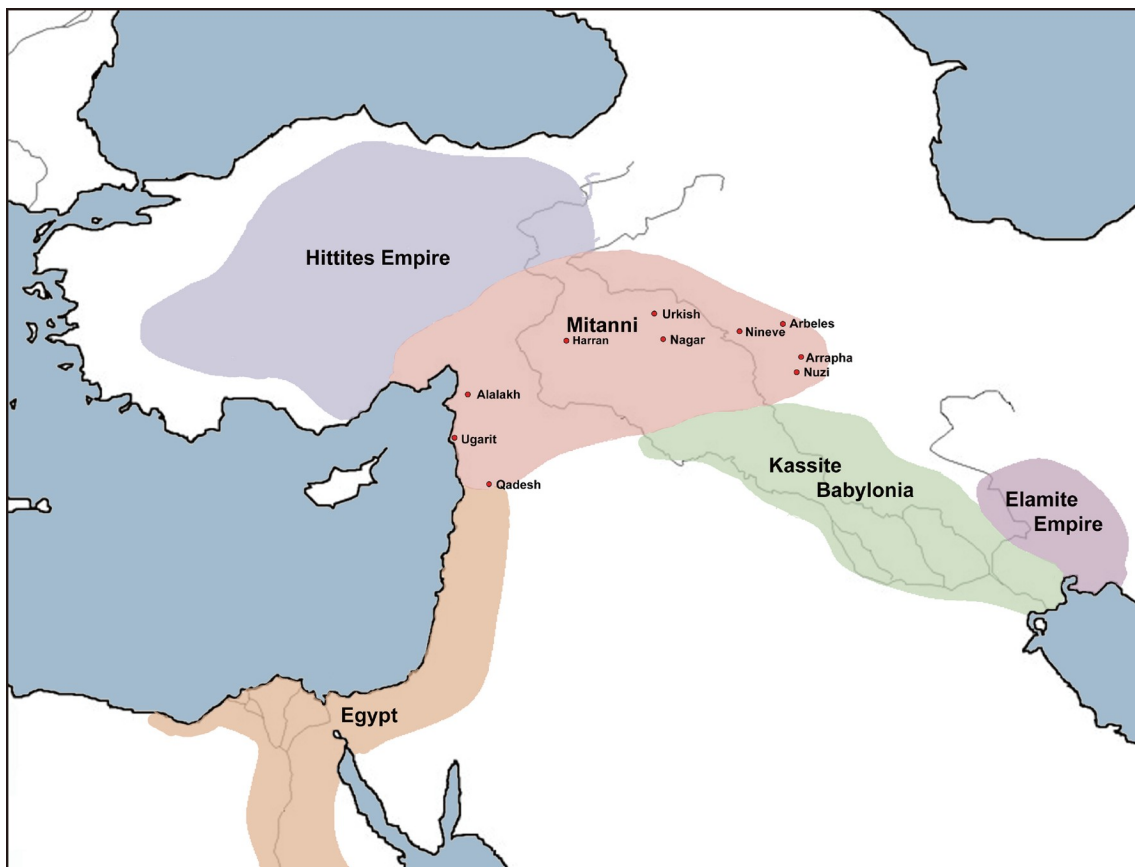 Hittites Empire
Urkish
Mitanni
Nineve
Arbeles
Harran
Nagar
Arrapha
Nuzi
Alalakh
Ugarit
Kassite
Babylonia
Qadesh
Elamite
Empire
Egypt